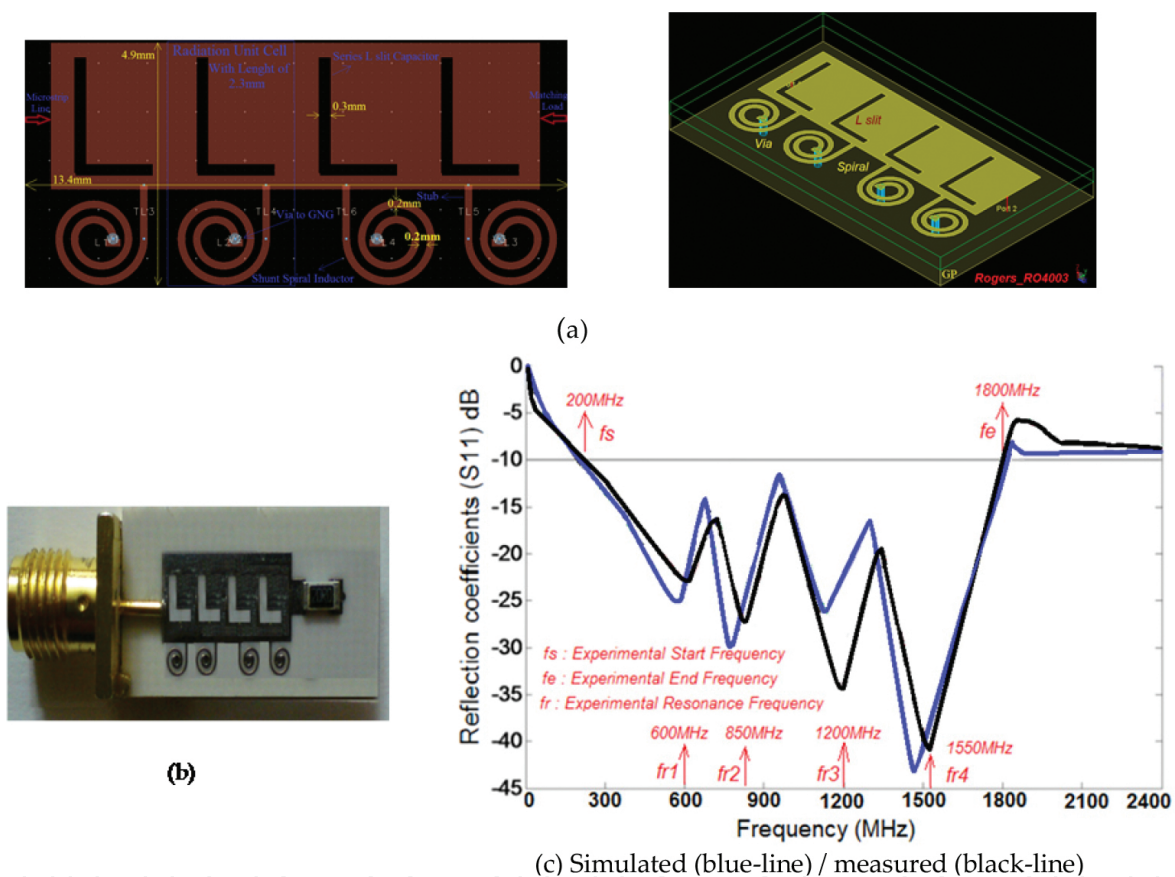 Radiation Unit Cell
With Lenght of
2.3mm
4.9mm
Series L slit Capacitor
Microstrip
Line
0.3mm
Matching
Load
13.4mm
Stub
0.2mm
TL3
TL4
TL6
TL5
Via to GNG
L2
L4
L3
0.2mm
Shunt Spiral Inductor
L slit
Via
Spiral
Port 2
GP
Rogers_RO4003
(a)
(b)
0
-5
-10
-15
-20
-25
-30
-35
-40
-45
Reflection coefficients (S11) dB
200MHz
fs
1800MHz
fe
fs : Experimental Start Frequency
fe : Experimental End Frequency
fr : Experimental Resonance Frequency
600MHz
850MHz
1200MHz
1550MHz
fr1
fr2
fr3
fr4
0
300
600
900
1200
1500
1800
2100
2400
Frequency (MHz)
(c) Simulated (blue-line) / measured (black-line)